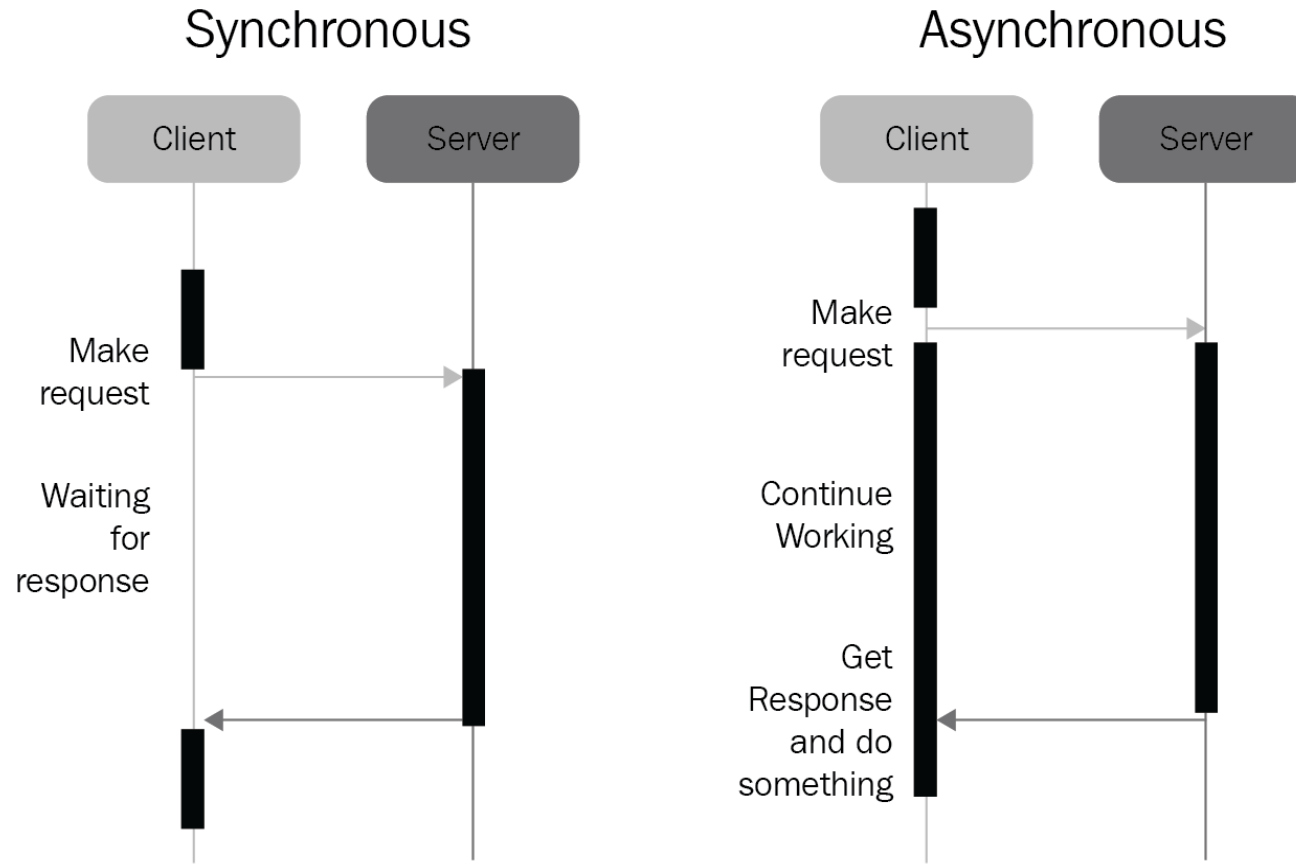 Synchronous
Client
Server
Make
request
Waiting
for
response
Asynchronous
Client
Server
Make
request
Continue
Working
Get
Response
and do
something